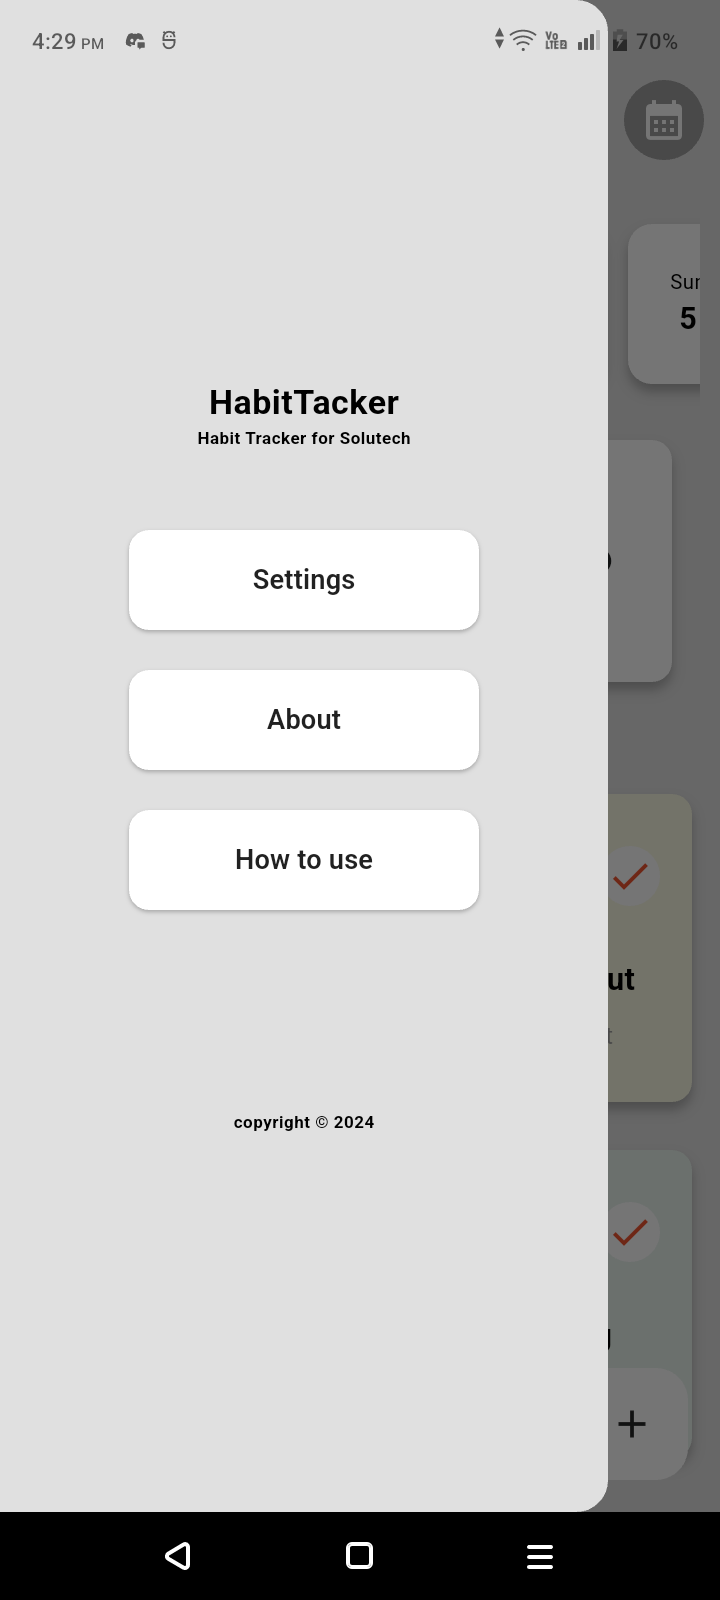 4:29 PM
Vo
LTE 2
70%
5
HabitTacker
Habit Tracker for Solutech
Settings
About
How to use
ut
copyright © 2024